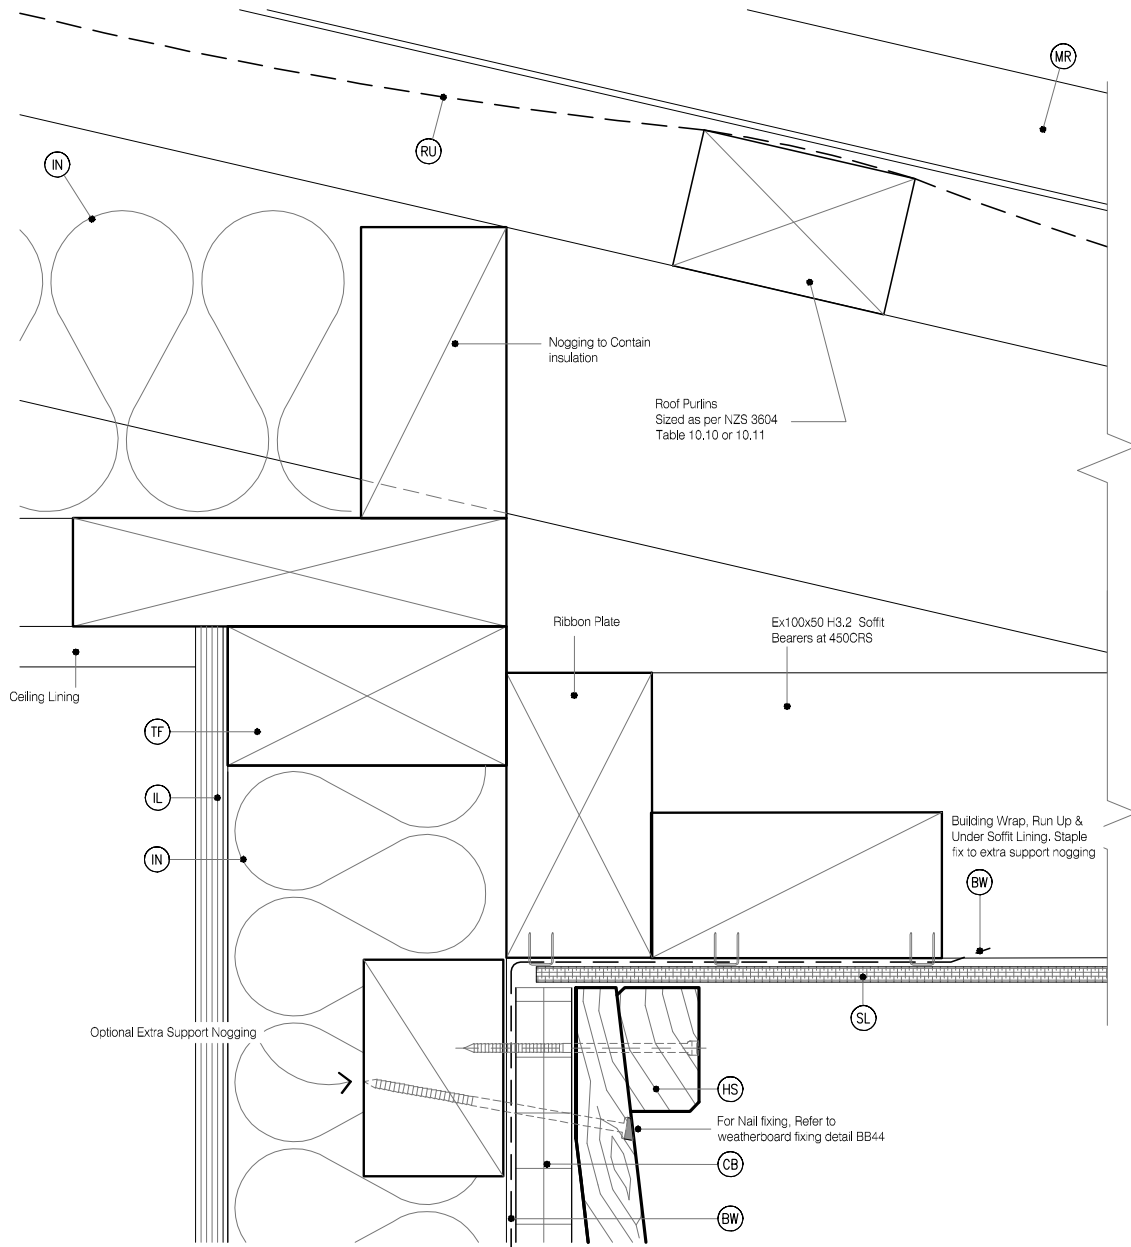 MR
RU
IN
Nogging to Contain
insulation
Roof Purlins
Sized as per NZS 3604
Table 10.10 or 10.11
Ribbon Plate
Ex100x50 H3.2 Soffit
Bearers at 450CRS
Ceiling Lining
TF
IL
IN
Building Wrap, Run Up &
Under Soffit Lining. Staple
fix to extra support nogging
BW
SL
Optional Extra Support Nogging
HS
For Nail fixing, Refer to
weatherboard fixing detail BB44
CB
BW